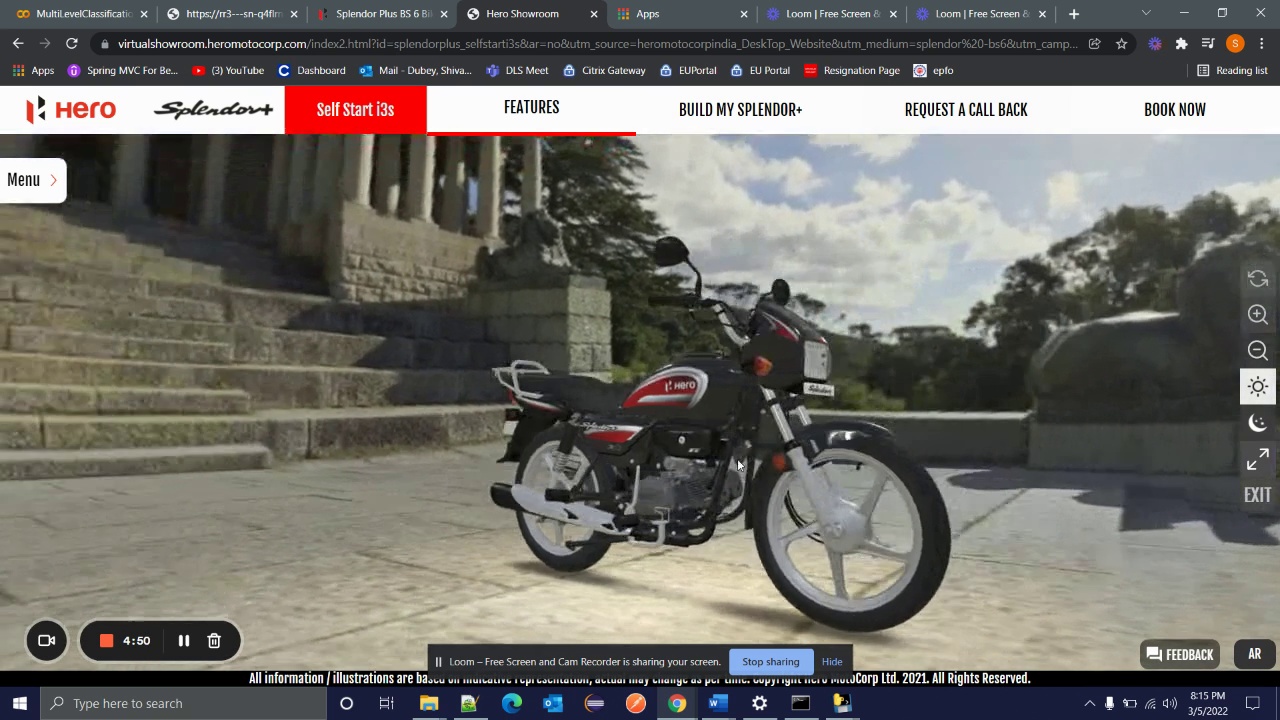 MultiLevelClassificatio
https://rr3---sn-q4flrn
Splendor Plus BS 6 Bik
Hero Showroom
Apps
Loom | Free Screen &
Loom | Free Screen &
virtualshowroom.heromotocorp.com/index2.html?id=splendorplus_selfstarti3s&at=no&utm_source=heromotocorpindia_DeskTop_Website&utm_medium=splendor%20-bs6&utm_camp...
S
Apps
Spring MVC For Be...
(3) YouTube
Dashboard
Mail - Dubey, Shiva...
DLS Meet
Citrix Gateway
EUPortal
EU Portal
Resignation Page
epfo
Reading list
Hero
Splendor+
Self Start i3s
FEATURES
BUILD MY SPLENDOR+
REQUEST A CALL BACK
BOOK NOW
Menu
Hero
Splendor
EXIT
4:50
Loom – Free Screen and Cam Recorder is sharing your screen.
Stop sharing
Hide
FEEDBACK
AR
All information / illustrations are based on indicative representation, actual may change as per time. Copyright Hero MotoCorp Ltd. 2021. All Rights Reserved.
Type here to search
8:15 PM
3/5/2022